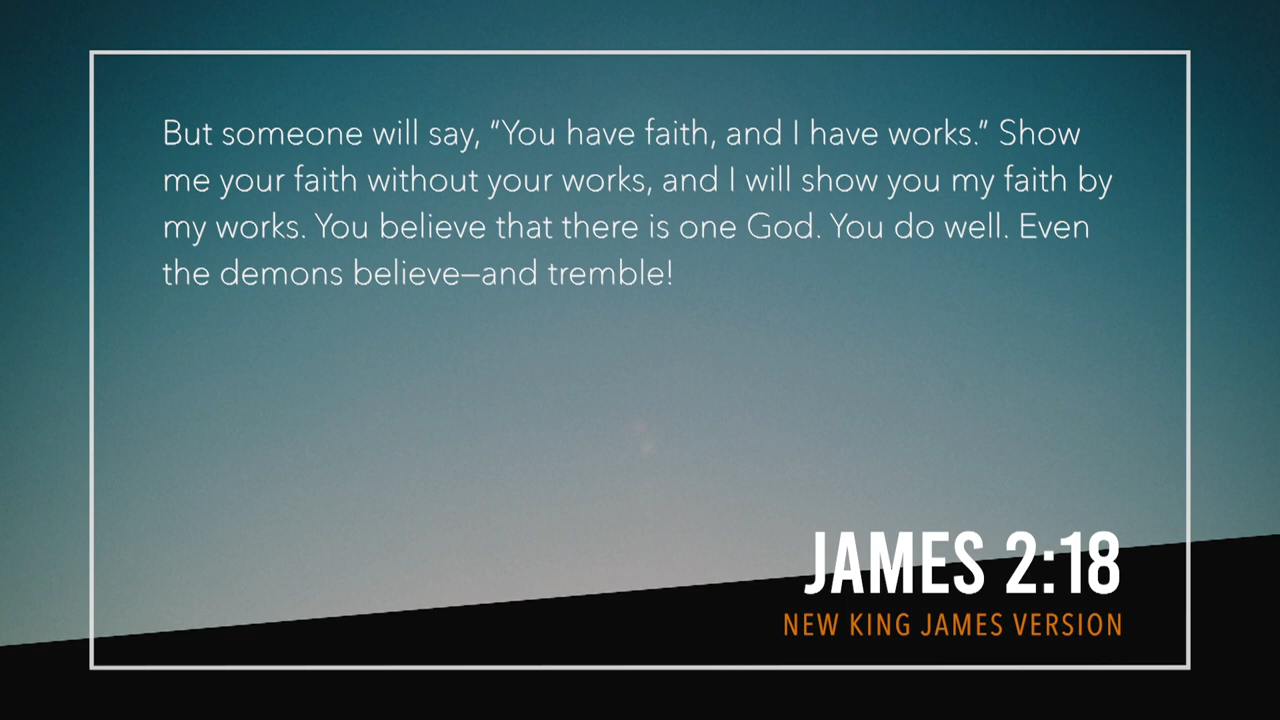 But someone will say, “You have faith, and I have works.” Show
me your faith without your works, and I will show you my faith by
my works. You believe that there is one God. You do well. Even
the demons believe—and tremble!
JAMES 2:18
NEW KING JAMES VERSION